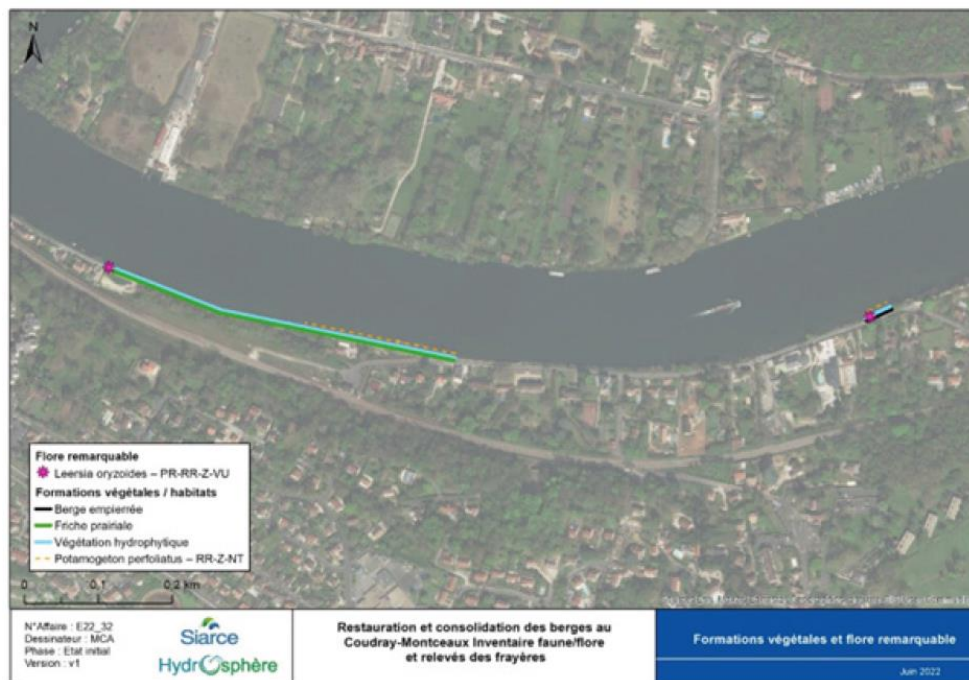 N
Flore remarquable
Leersia oryzoides – PR-RR-Z-VU
Formations végétales / habitats
Berge empierrée
Friche prairiale
Végétation hydrophytique
Potamogeton perfoliatus – RR-Z-NT
0 0,1 0,2 km
N°Affaire : E22_32
Dessinateur : MCA
Phase : Etat initial
Version : v1
Siarce
HydrOsphère
Restauration et consolidation des berges au
Coudray-Montceaux Inventaire faune/flore
et relevés des frayères
Formations végétales et flore remarquable
Juin 2022